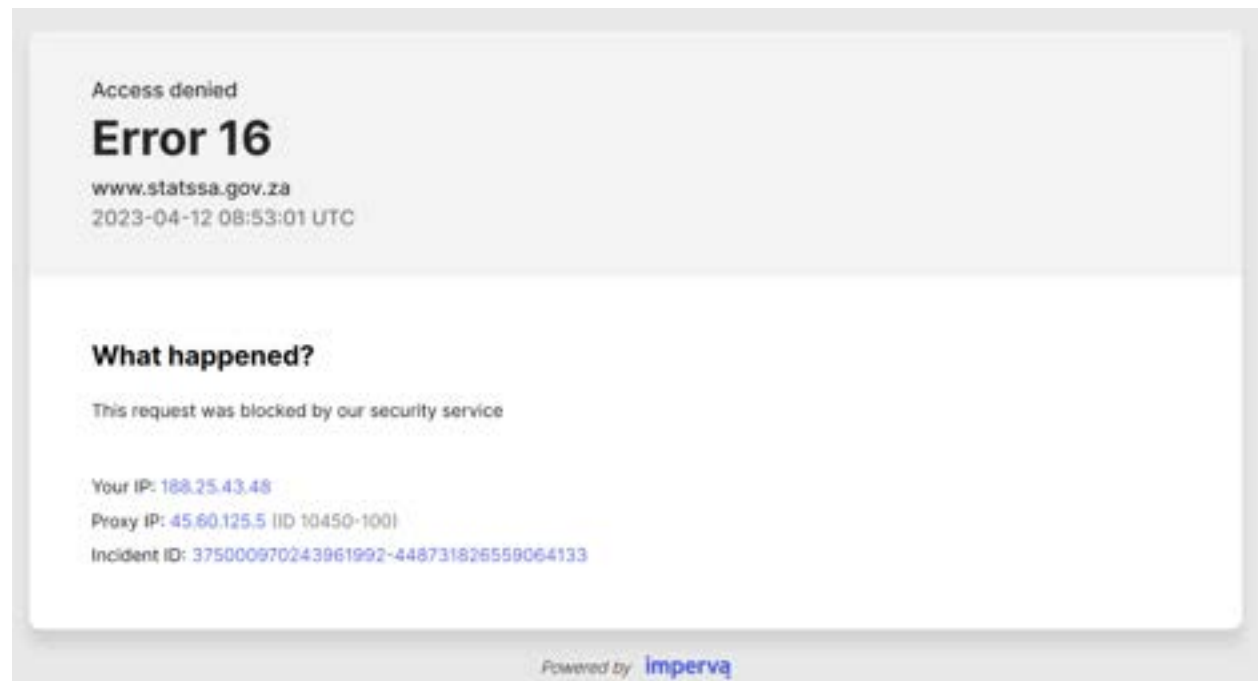 Access denied
Error 16
www.statssa.gov.za
2023-04-12 08:53:01 UTC
What happened?
This request was blocked by our security service
Your IP: 188.25.43.48
Proxy IP: 45.60.125.5 (ID 10450-100)
Incident ID: 375000970243961992-448731826559064133
Powered by imperva